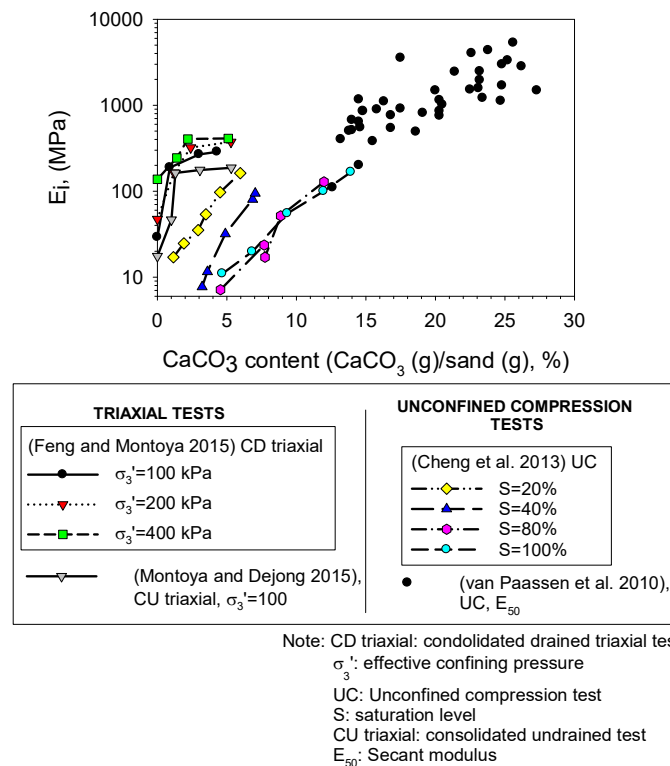 10000
1000
100
10
E_i, (MPa)
0 5 10 15 20 25 30
CaCO3 content (CaCO₃ (g)/sand (g), %)
TRIAXIAL TESTS
(Feng and Montoya 2015) CD triaxial
σ₃'=100 kPa
σ₃'=200 kPa
σ₃'=400 kPa
(Montoya and Dejong 2015),
CU triaxial, σ₃'=100
UNCONFINED COMPRESSION
TESTS
(Cheng et al. 2013) UC
S=20%
S=40%
S=80%
S=100%
(van Paassen et al. 2010),
UC, E₅₀
Note: CD triaxial: condolidated drained triaxial tes
σ₃': effective confining pressure
UC: Unconfined compression test
S: saturation level
CU triaxial: consolidated undrained test
E₅₀: Secant modulus